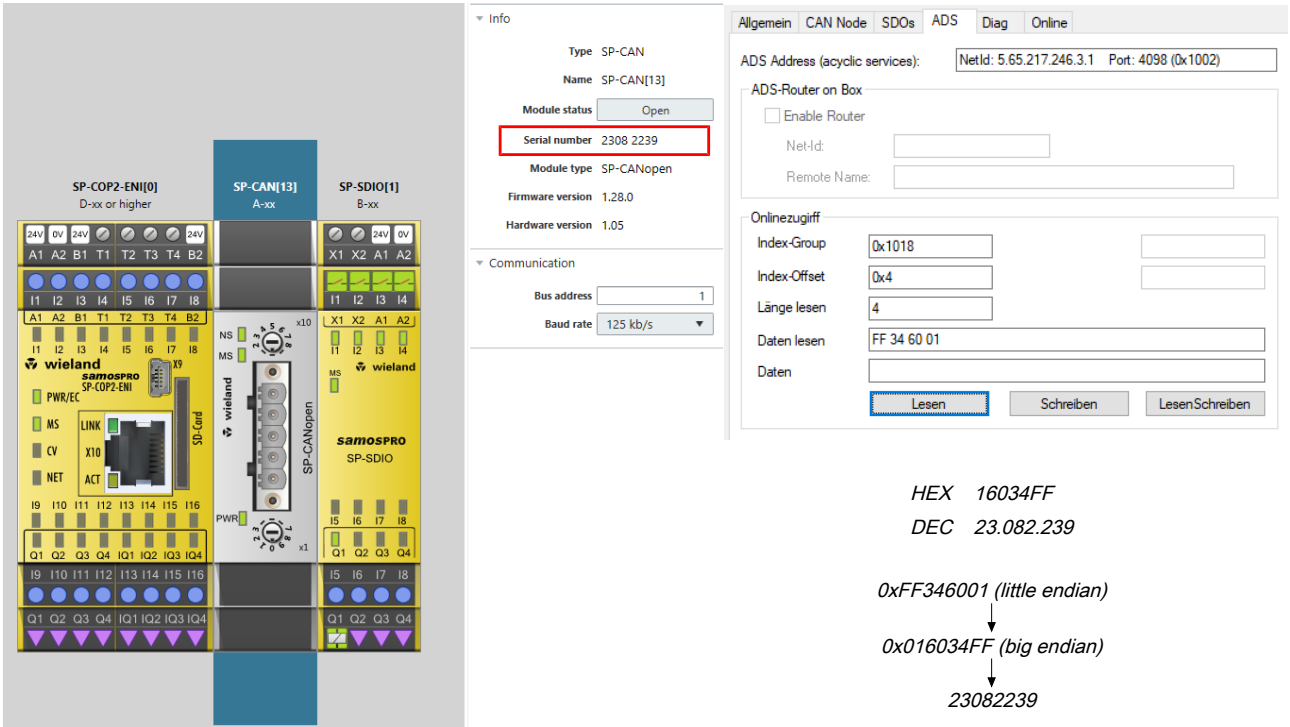 SP-COP2-ENI[0]
D-xx or higher
SP-CAN[13]
A-xx
SP-SDIO[1]
B-xx
24V 0V 24V 24V
A1 A2 B1 T1 T2 T3 T4 B2
I1 I2 I3 I4 I5 I6 I7 I8
A1 A2 B1 T1 T2 T3 T4 B2
I1 I2 I3 I4 I5 I6 I7 I8
wieland
samosPRO
SP-COP2-ENI
X9
PWR/EC
MS
LINK
CV
X10
NET
ACT
SD-Card
I9 I10 I11 I12 I13 I14 I15 I16
Q1 Q2 Q3 Q4 IQ1 IQ2 IQ3 IQ4
I9 I10 I11 I12 I13 I14 I15 I16
Q1 Q2 Q3 Q4 IQ1 IQ2 IQ3 IQ4
x10
NS
MS
wieland
SP-CANopen
PWR
x1
24V 0V
X1 X2 A1 A2
I1 I2 I3 I4
X1 X2 A1 A2
I1 I2 I3 I4
MS
wieland
samosPRO
SP-SDIO
I5 I6 I7 I8
Q1 Q2 Q3 Q4
I5 I6 I7 I8
Q1 Q2 Q3 Q4
Info
Type SP-CAN
Name SP-CAN[13]
Module status Open
Serial number 2308 2239
Module type SP-CANopen
Firmware version 1.28.0
Hardware version 1.05
Communication
Bus address 1
Baud rate 125 kb/s
Allgemein CAN Node SDOs ADS Diag Online
ADS Address (acyclic services): NetId: 5.65.217.246.3.1 Port: 4098 (0x1002)
ADS-Router on Box
Enable Router
Net-Id:
Remote Name:
Onlinezugirff
Index-Group 0x1018
Index-Offset 0x4
Länge lesen 4
Daten lesen FF 34 60 01
Daten
Lesen Schreiben LesenSchreiben
HEX 16034FF
DEC 23.082.239
0xFF346001 (little endian)
0x016034FF (big endian)
23082239